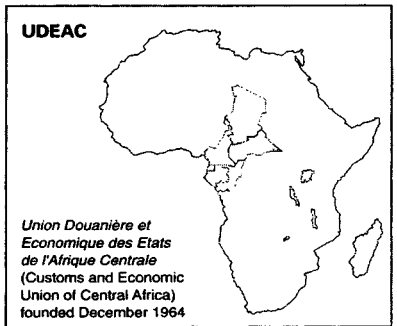 UDEAC
Union Douanière et
Economique des Etats
de l'Afrique Centrale
(Customs and Economic
Union of Central Africa)
founded December 1964